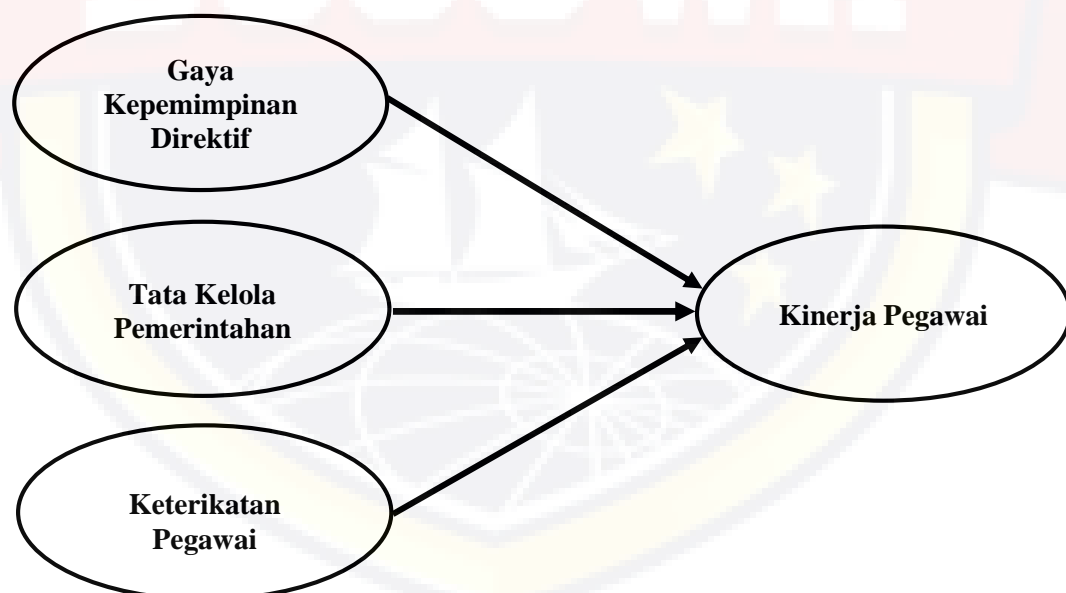 Gaya
Kepemimpinan
Direktif
Tata Kelola
Pemerintahan
Kinerja Pegawai
Keterikatan
Pegawai